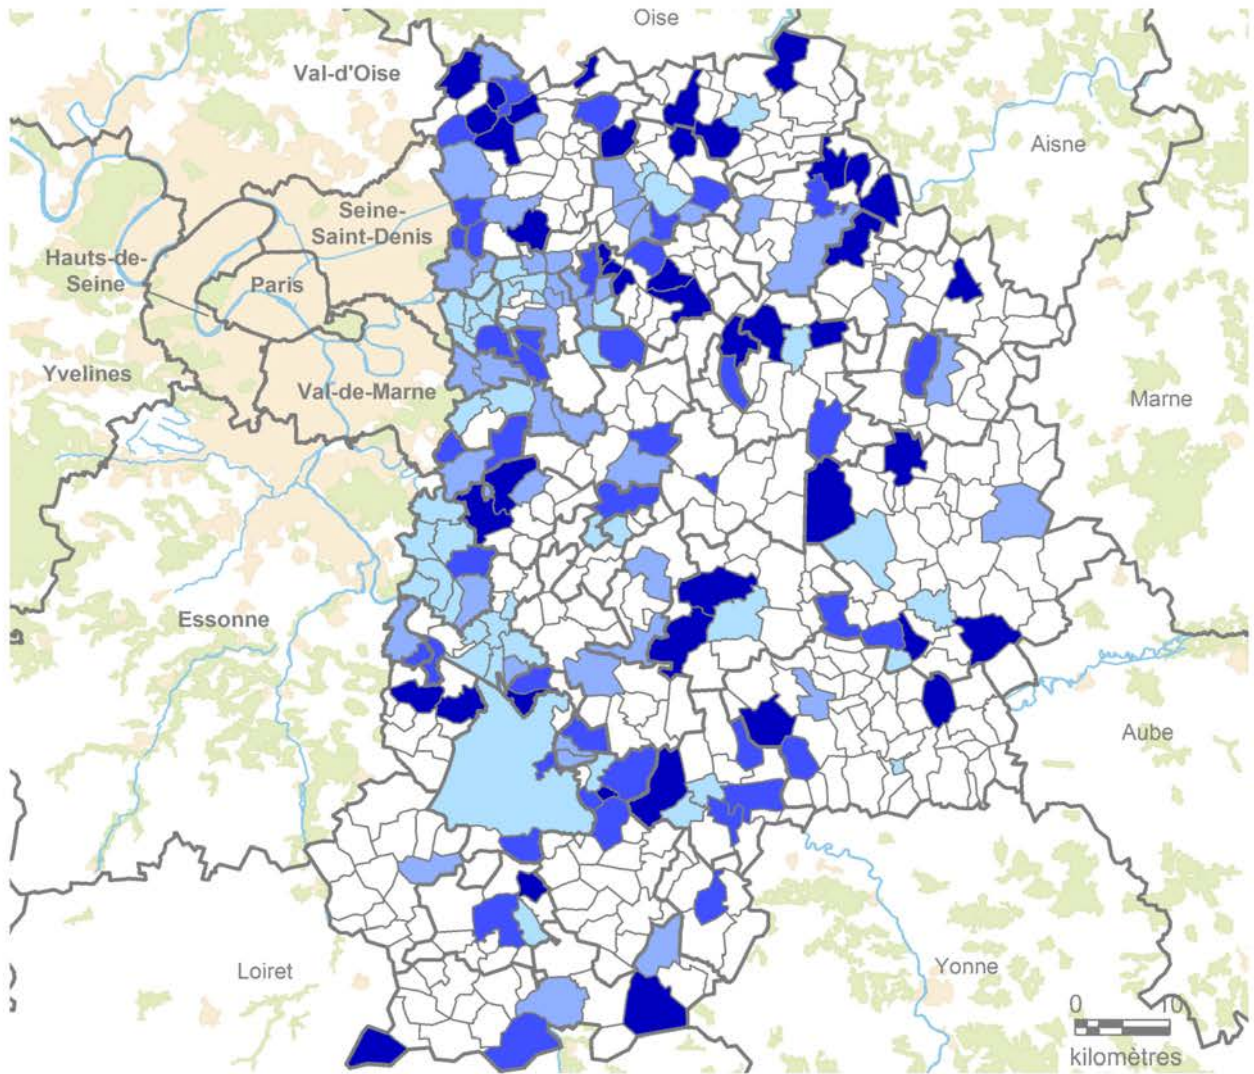 Oise
Val-d'Oise
Aisne
Seine-
Saint-Denis
Hauts-de-
Seine
Paris
Yvelines
Val-de-Marne
Marne
Essonne
Aube
Loiret
Yonne
0 10
kilomètres